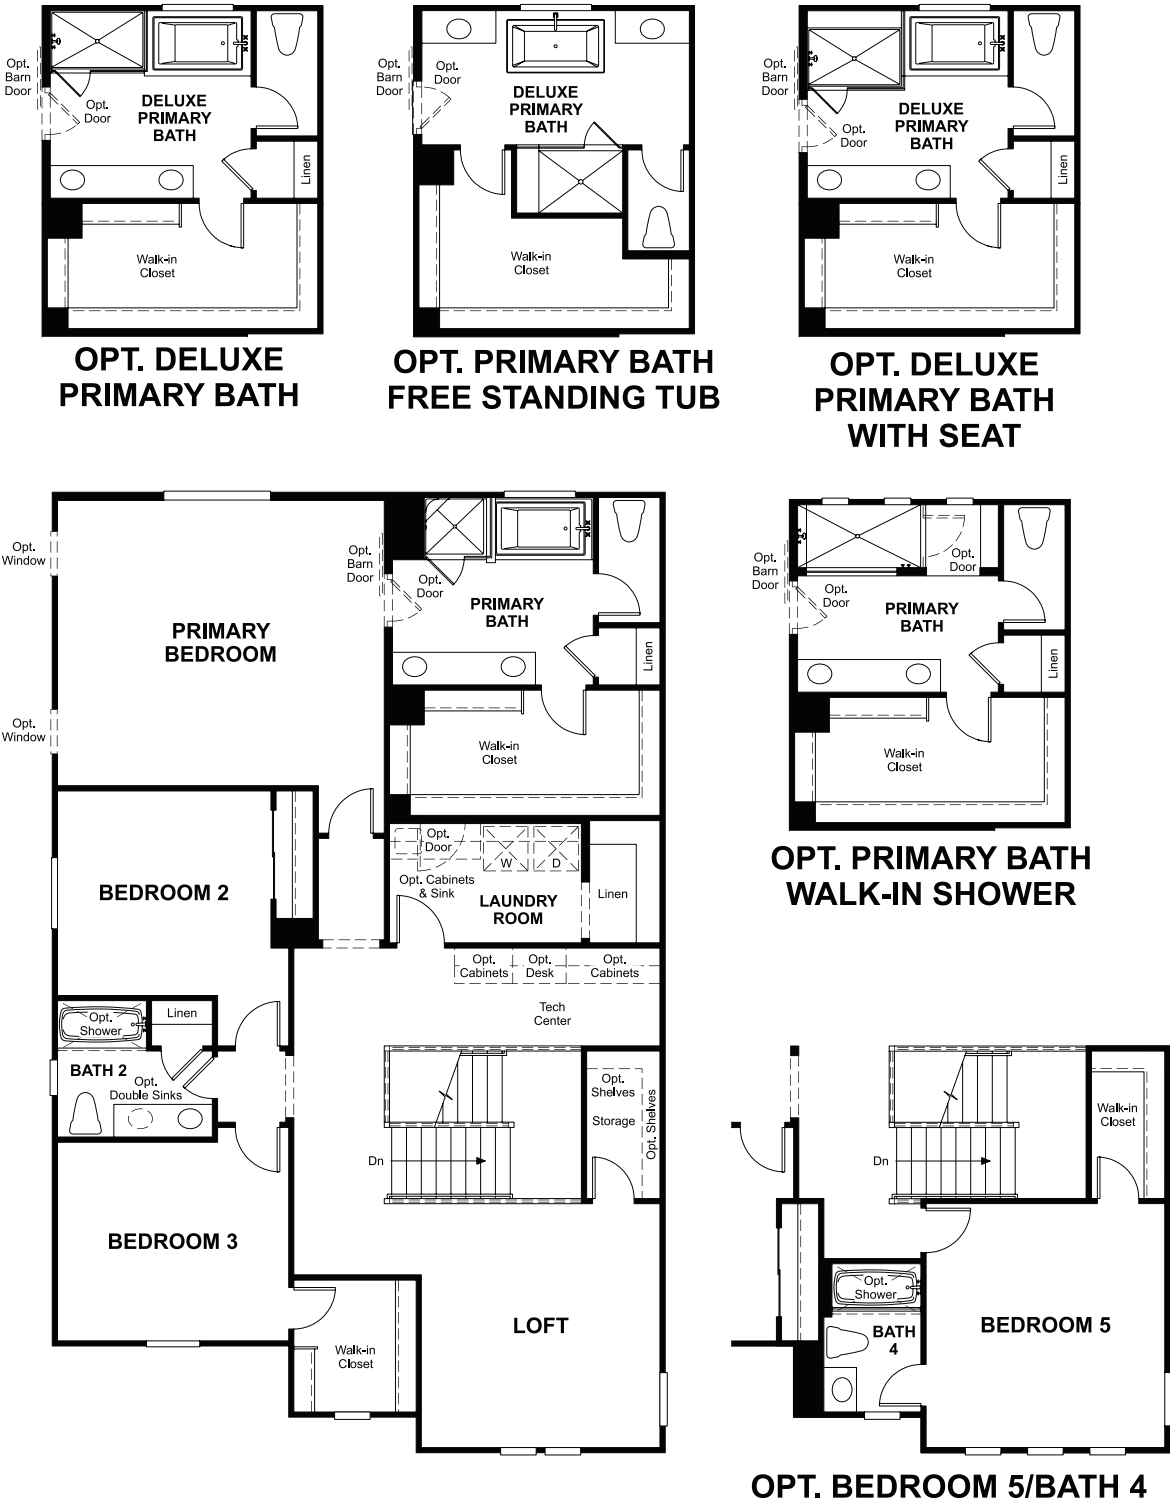 Opt.
Barn
Door
Opt.
Door
DELUXE
PRIMARY
BATH
Linen
Walk-in
Closet
OPT. DELUXE
PRIMARY BATH
Opt.
Barn
Door
Opt.
Door
DELUXE
PRIMARY
BATH
Walk-in
Closet
OPT. PRIMARY BATH
FREE STANDING TUB
Opt.
Barn
Door
Opt.
Door
DELUXE
PRIMARY
BATH
Linen
Walk-in
Closet
OPT. DELUXE
PRIMARY BATH
WITH SEAT
Opt.
Window
Opt.
Window
PRIMARY
BEDROOM
Opt.
Barn
Door
Opt.
Door
PRIMARY
BATH
Linen
Walk-in
Closet
BEDROOM 2
Opt.
Door
W
D
Opt. Cabinets
& Sink
LAUNDRY
ROOM
Linen
Opt.
Cabinets
Opt.
Desk
Opt.
Cabinets
Tech
Center
Opt.
Shower
Linen
BATH 2
Opt.
Double Sinks
Dn
Opt.
Shelves
Storage
Opt. Shelves
BEDROOM 3
Walk-in
Closet
LOFT
Opt.
Barn
Door
Opt.
Door
Opt.
Door
PRIMARY
BATH
Linen
Walk-in
Closet
OPT. PRIMARY BATH
WALK-IN SHOWER
Dn
Walk-in
Closet
Opt.
Shower
BATH
4
BEDROOM 5
OPT. BEDROOM 5/BATH 4